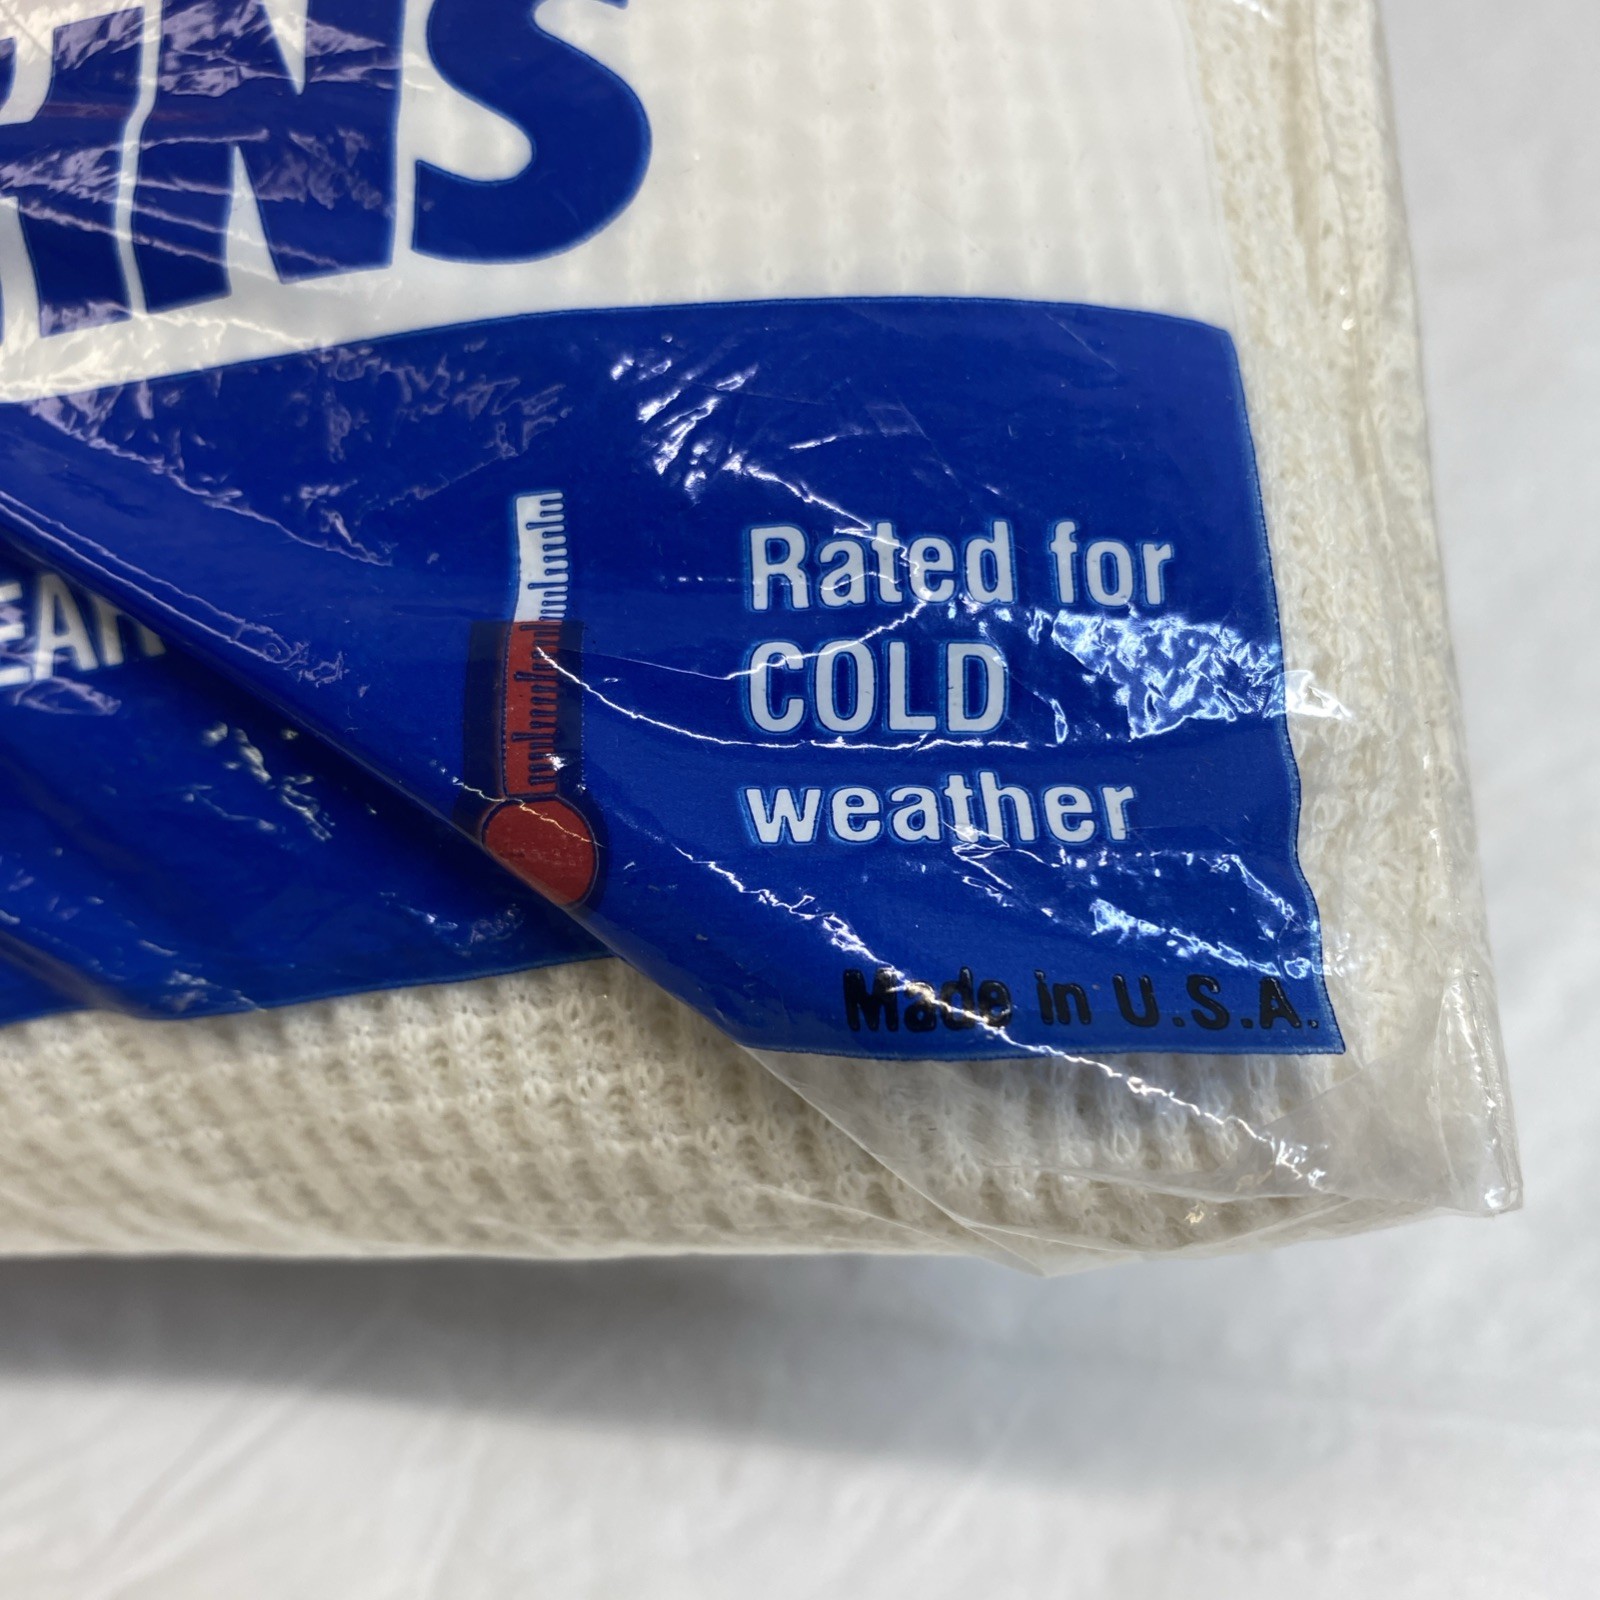 Rated for
COLD
weather
Made in U.S.A.